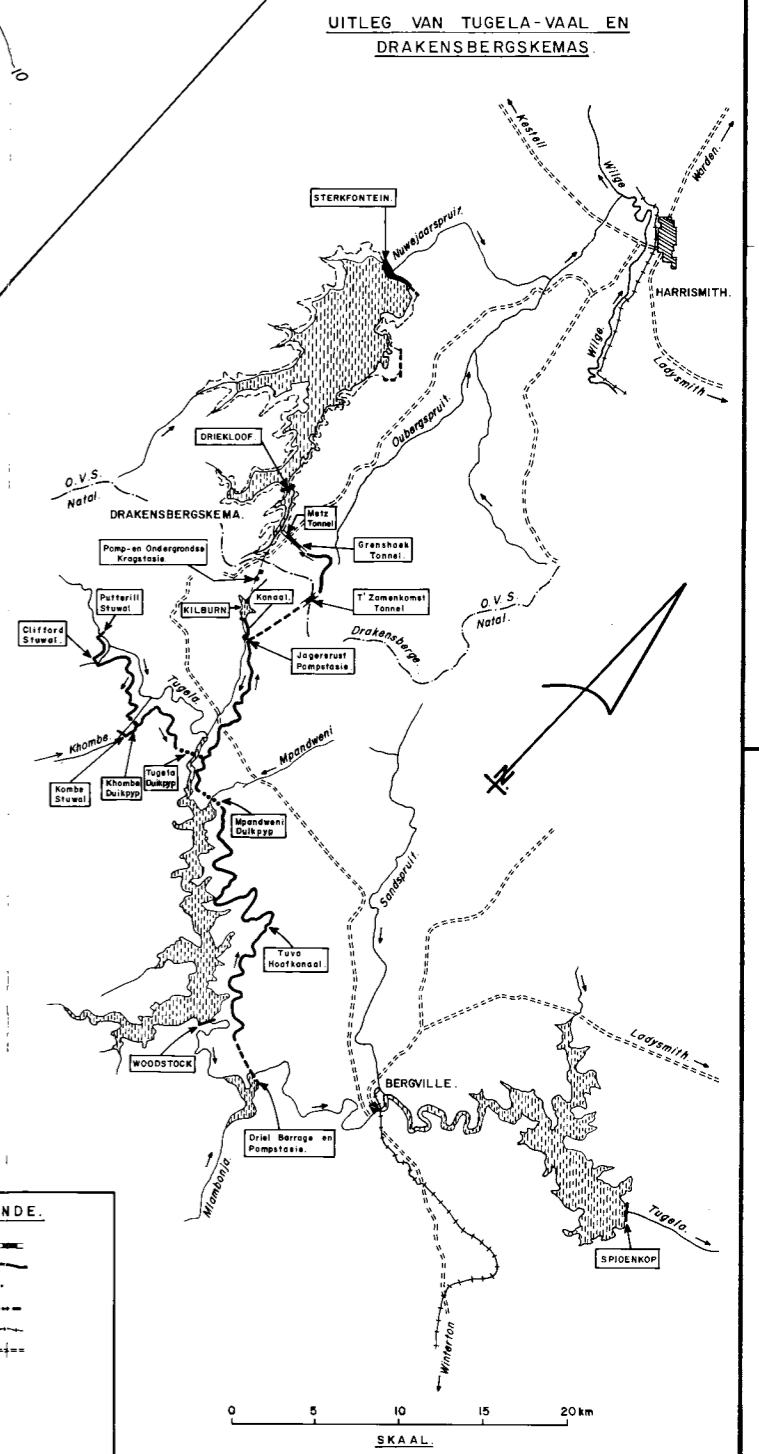 UITLEG VAN TUGELA-VAAL EN
DRAKENSBERGSKEMAS.
10
Kestell
Warden.
Wilge
STERKFONTEIN.
Nuwejaarspruit.
HARRISMITH.
Wilge.
Ladysmith
Oubergspruit.
DRIEKLOOF.
O.V.S.
Natal.
DRAKENSBERGSKEMA.
Metz
Tonnel
Grenshoek
Tonnel.
Pomp-en Ondergrondse
Kragstasie.
Putterill
Stuwal
Kanaal.
KILBURN.
T'Zamenkomst
Tonnel
O.V.S.
Natal.
Clifford
Stuwal.
Drakensberge.
Jagersrust
Pompstasie.
Tugela.
Khombe.
Mpandweni
Kombe
Stuwal.
Khombe
Duikpyp
Tugela
Duikpyp
Mpandweni
Duikpyp
Sandspruit.
Tuva
Hoofkanaal.
WOODSTOCK
Ladysmith.
BERGVILLE.
Driel Barrage en
Pompstasie.
Mlambonja.
Tugela.
SPIOENKOP
NDE.
Winterton
N.
0 5 10 15 20 km
SKAAL.